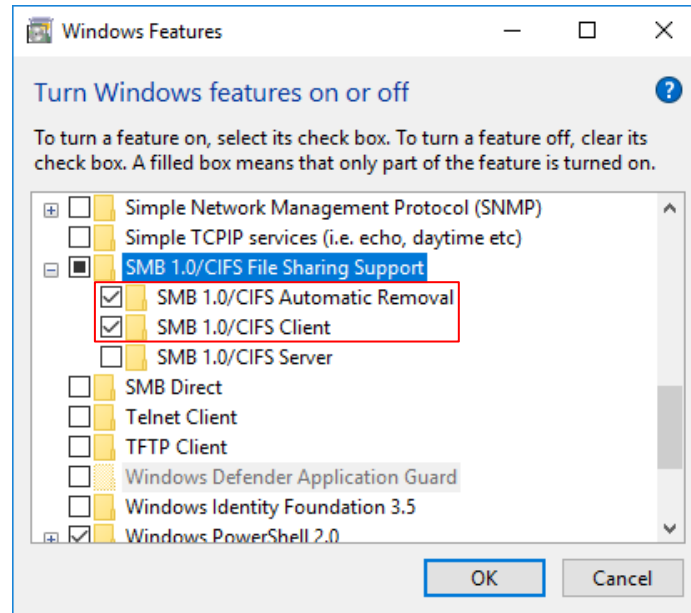 Windows Features
Turn Windows features on or off
?
To turn a feature on, select its check box. To turn a feature off, clear its
check box. A filled box means that only part of the feature is turned on.
Simple Network Management Protocol (SNMP)
Simple TCPIP services (i.e. echo, daytime etc)
SMB 1.0/CIFS File Sharing Support
SMB 1.0/CIFS Automatic Removal
SMB 1.0/CIFS Client
SMB 1.0/CIFS Server
SMB Direct
Telnet Client
TFTP Client
Windows Defender Application Guard
Windows Identity Foundation 3.5
Windows PowerShell 2.0
OK Cancel